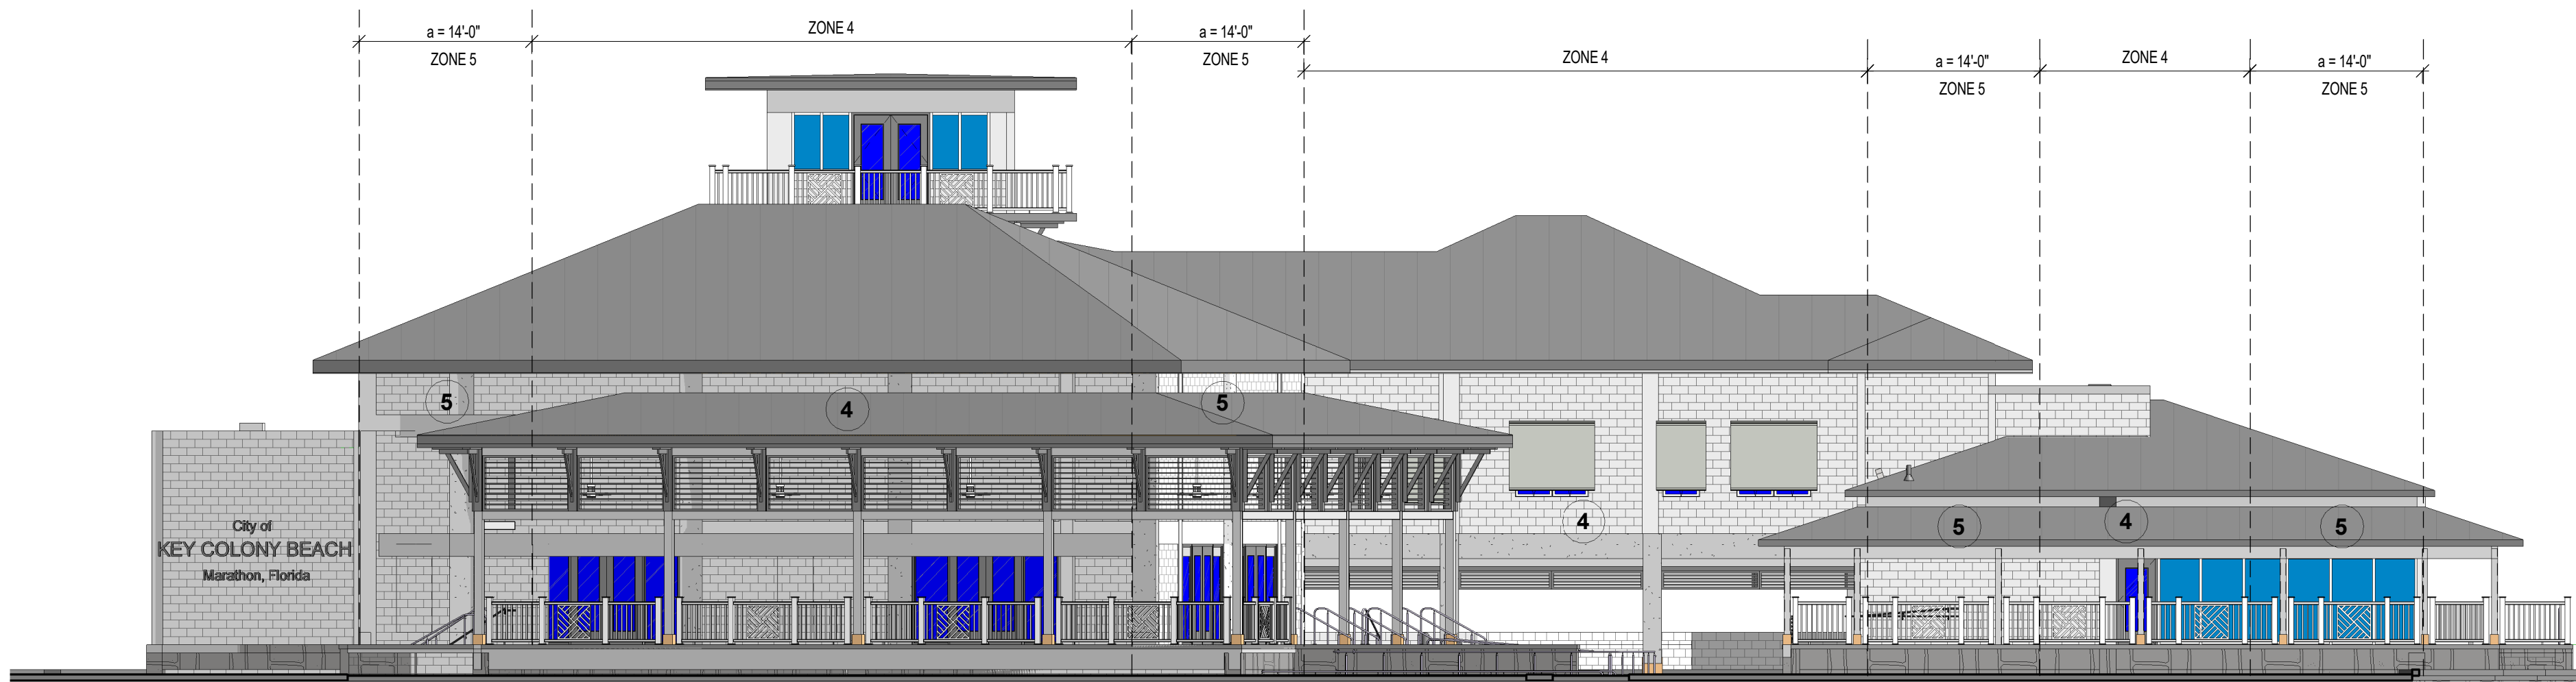 a = 14'-0"
ZONE 5
ZONE 4
a = 14'-0"
ZONE 5
ZONE 4
a = 14'-0"
ZONE 5
ZONE 4
a = 14'-0"
ZONE 5
5
4
5
4
5
4
5
City of
KEY COLONY BEACH
Marathon, Florida